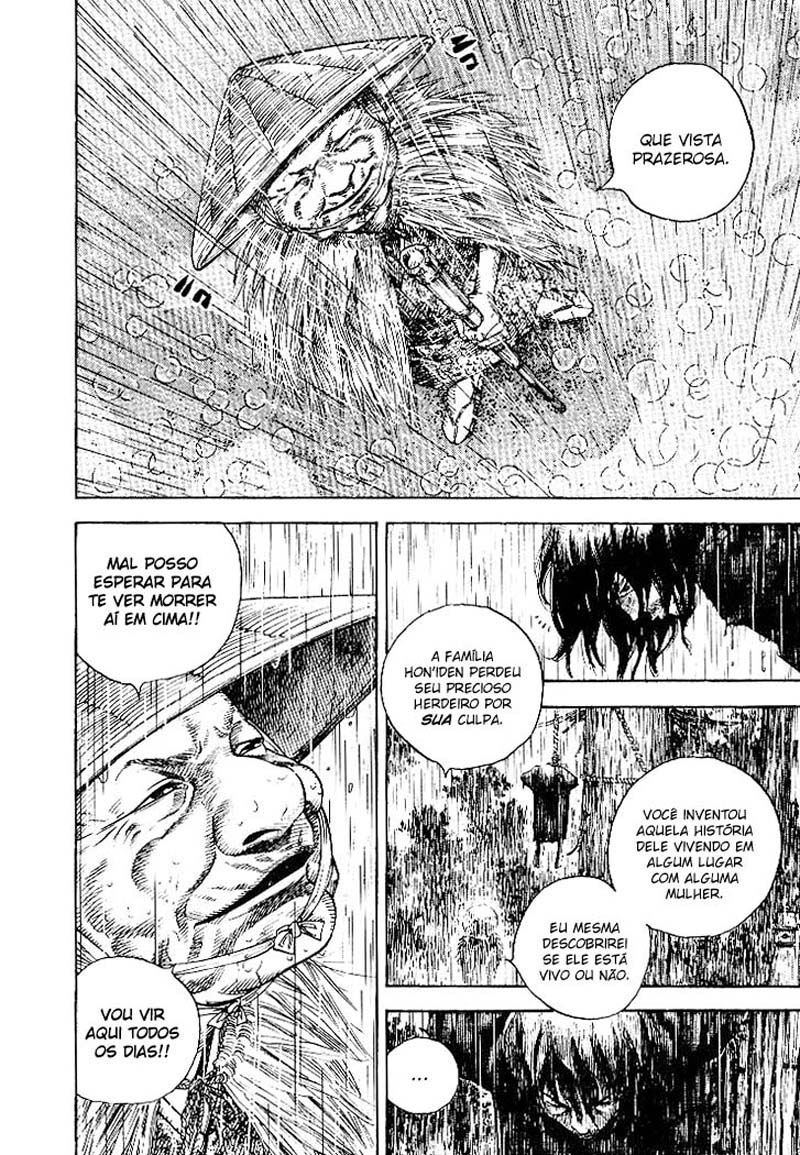 QUE VISTA
PRAZEROSA.
A FAMÍLIA
HON'IDEN PERDEU
SEU PRECIOSO
HERDEIRO POR
SUA CULPA.
VOCÊ INVENTOU
AQUELA HISTÓRIA
DELE VIVENDO EM
ALGUM LUGAR
COM ALGUMA
MULHER.
EU MESMA
DESCOBRIREI
SE ELE ESTÁ
VIVO OU NÃO.
...
MAL POSSO
ESPERAR PARA
TE VER MORRER
AÍ EM CIMA!!
VOU VIR
AQUI TODOS
OS DIAS!!